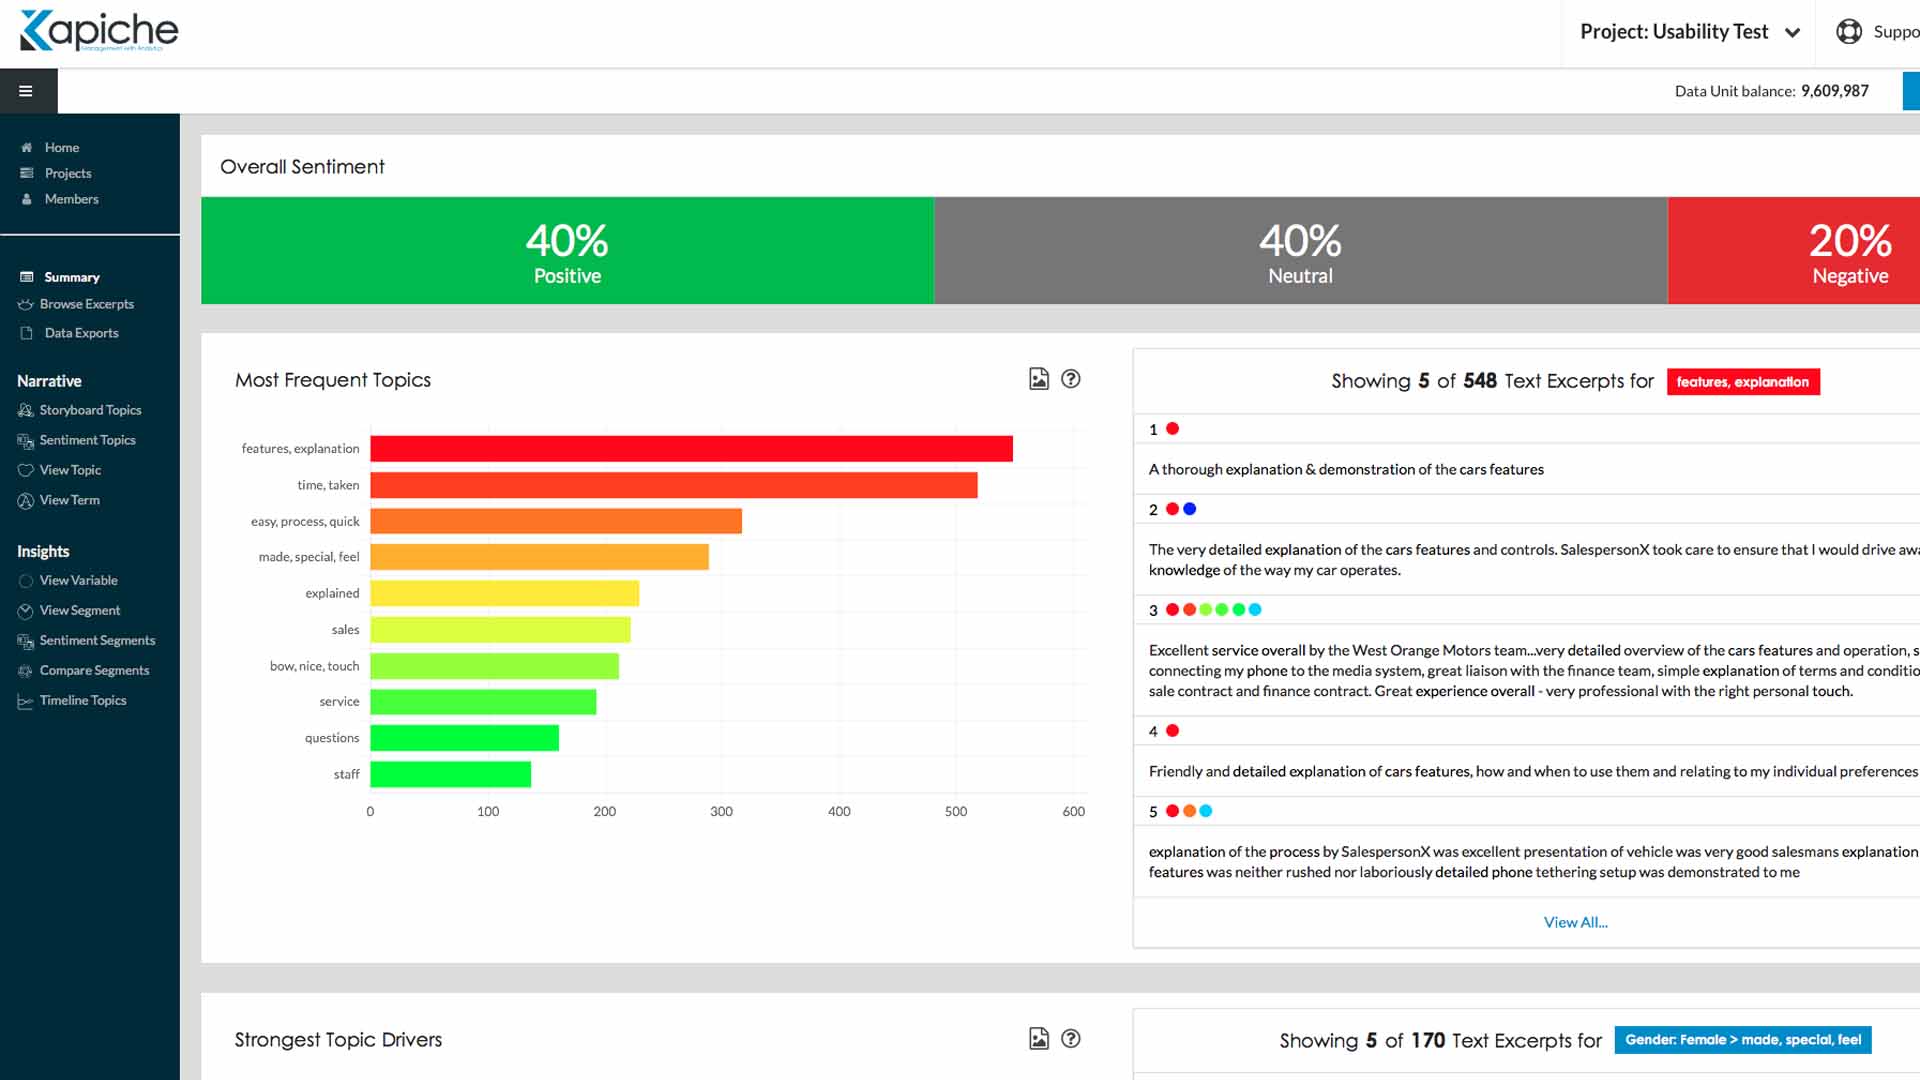 Kapiche
Management with Analytics
Project: Usability Test
Suppo
Data Unit balance: 9,609,987
Home
Projects
Members
Summary
Browse Excerpts
Data Exports
Narrative
Storyboard Topics
Sentiment Topics
View Topic
View Term
Insights
View Variable
View Segment
Sentiment Segments
Compare Segments
Timeline Topics
Overall Sentiment
40%
Positive
40%
Neutral
20%
Negative
Most Frequent Topics
features, explanation
time, taken
easy, process, quick
made, special, feel
explained
sales
bow, nice, touch
service
questions
staff
0 100 200 300 400 500 600
Showing 5 of 548 Text Excerpts for features, explanation
1
A thorough explanation & demonstration of the cars features
2
The very detailed explanation of the cars features and controls. SalespersonX took care to ensure that I would drive awa
knowledge of the way my car operates.
3
Excellent service overall by the West Orange Motors team...very detailed overview of the cars features and operation, s
connecting my phone to the media system, great liaison with the finance team, simple explanation of terms and conditio
sale contract and finance contract. Great experience overall - very professional with the right personal touch.
4
Friendly and detailed explanation of cars features, how and when to use them and relating to my individual preferences
5
explanation of the process by SalespersonX was excellent presentation of vehicle was very good salesmans explanation
features was neither rushed nor laboriously detailed phone tethering setup was demonstrated to me
View All...
Strongest Topic Drivers
Showing 5 of 170 Text Excerpts for Gender: Female > made, special, feel